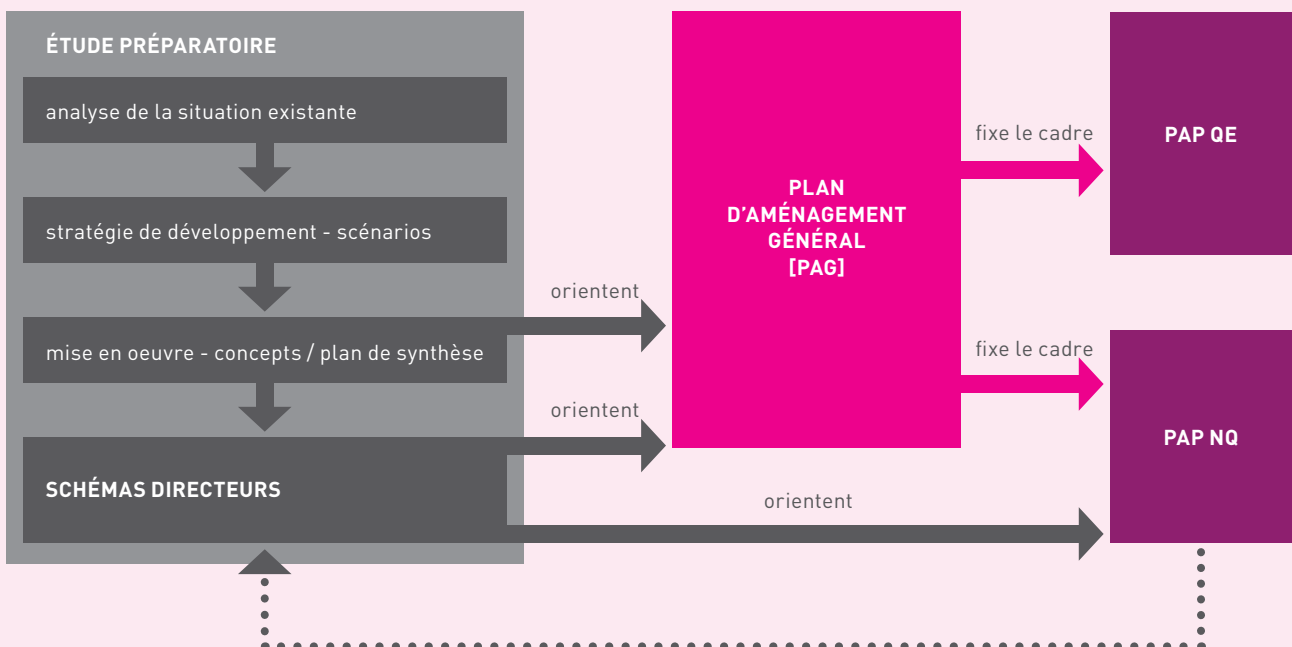 ÉTUDE PRÉPARATOIRE
analyse de la situation existante
stratégie de développement - scénarios
mise en oeuvre - concepts / plan de synthèse
SCHÉMAS DIRECTEURS
orientent
orientent
orientent
PLAN
D'AMÉNAGEMENT
GÉNÉRAL
[PAG]
fixe le cadre
fixe le cadre
PAP QE
PAP NQ